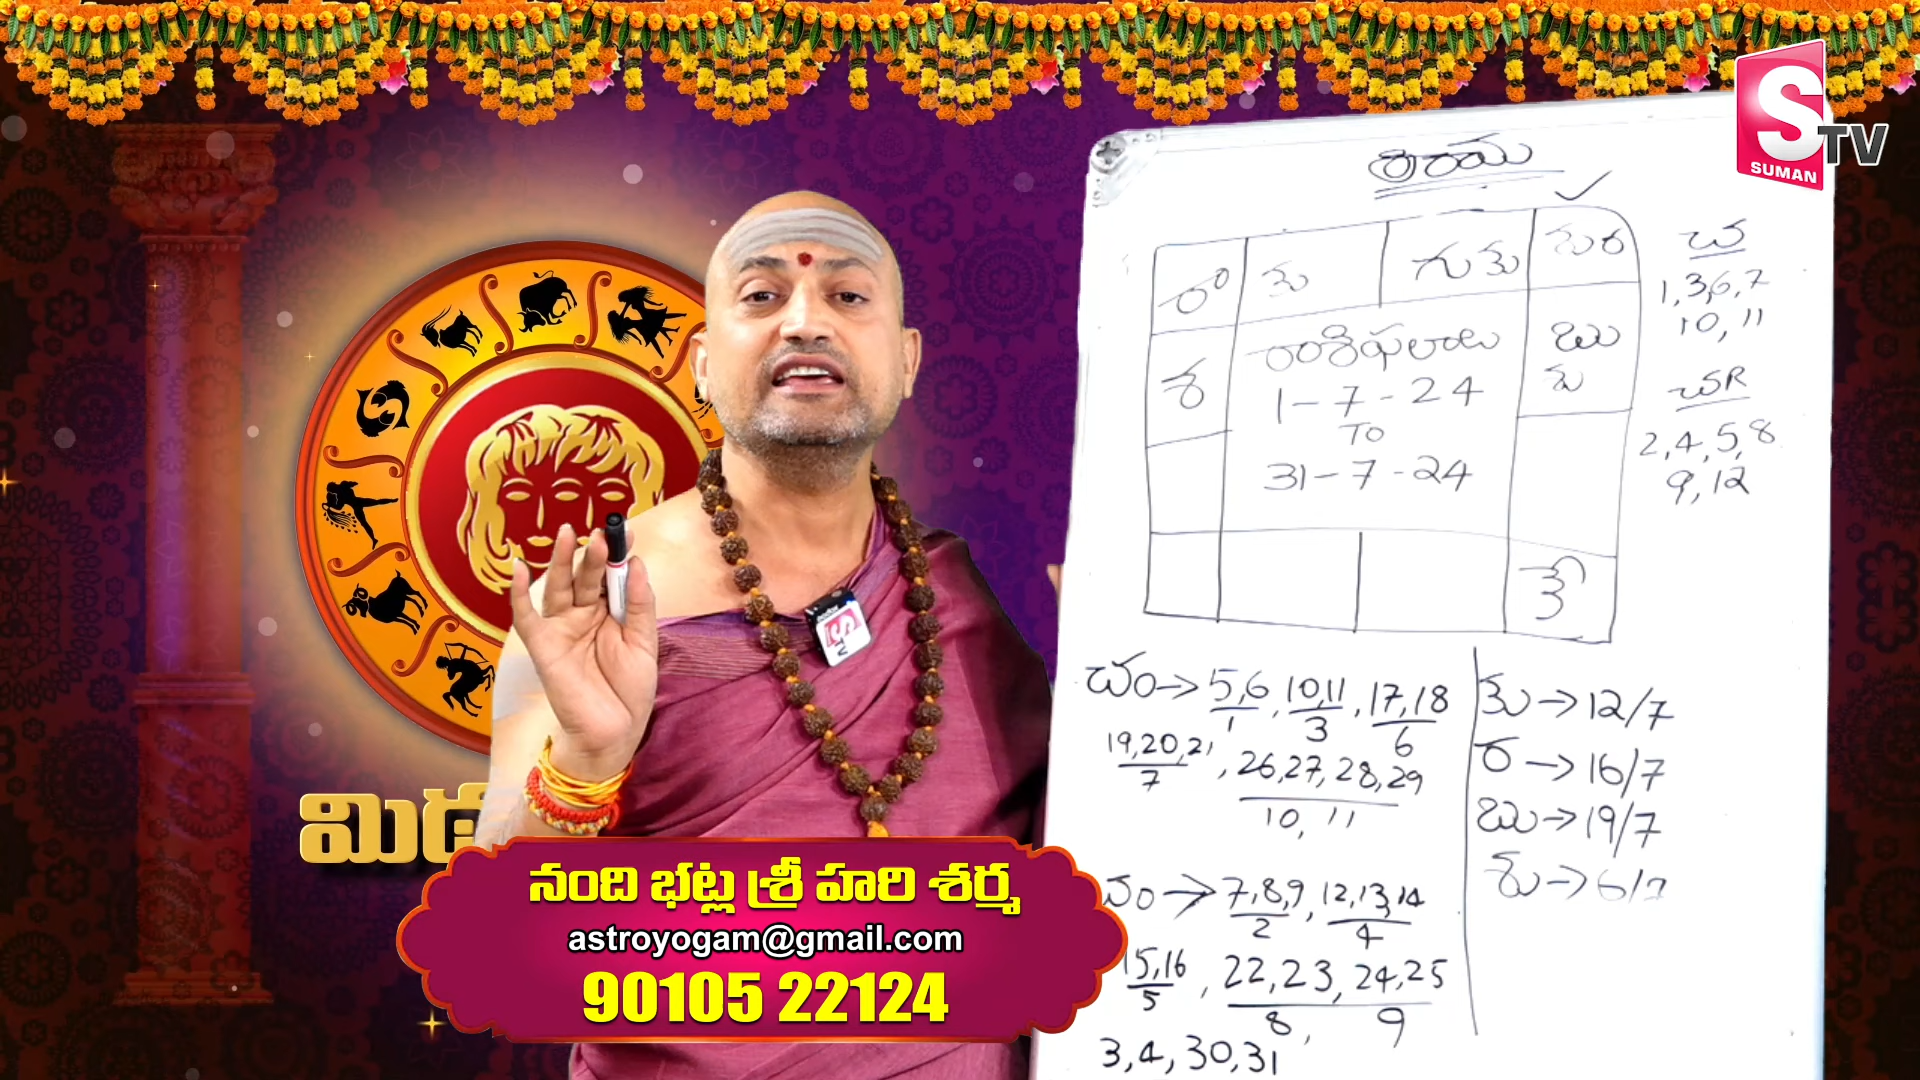 STV
SUMAN
శ్రీరామ
రా
కు
గు కు
శు ర
శ
బు
శు
కే
రాశిఫలాలు
1-7-24
TO
31-7-24
చ
1,3,6,7
10,11
చR
2,4,5,8
9,12
చం→ 5,6, 10,11, 17,18
1 3 6
19,20,21, 26,27,28,29
7 10,11
కు→12/7
ర→16/7
బు→19/7
శు→6/7
చం→ 7,8,9, 12,13,14
2 4
15,16, 22,23, 24,25
5 8, 9
3,4,30,31
నంది భట్ల శ్రీ హరి శర్మ
astroyogam@gmail.com
90105 22124